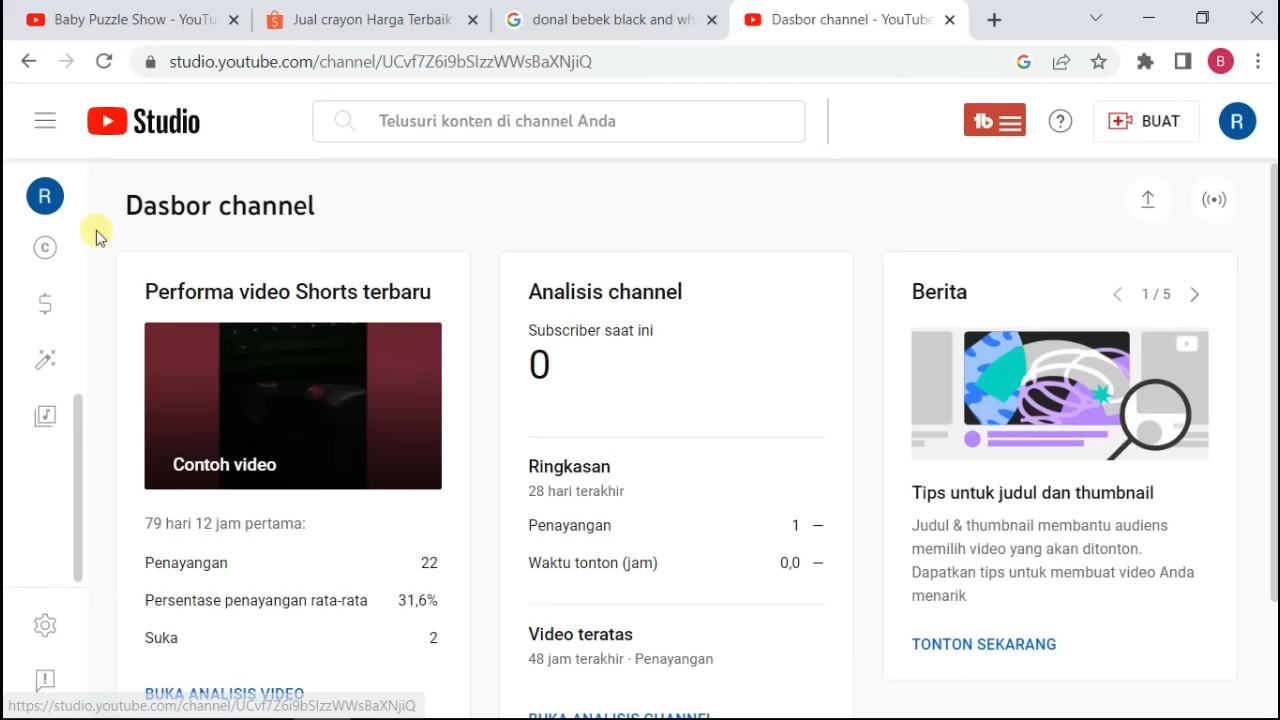 Baby Puzzle Show - YouTu
Jual crayon Harga Terbaik
donal bebek black and wh
Dasbor channel - YouTube
studio.youtube.com/channel/UCvf7Z6i9bSIzzWWsBaXNjiQ
B
Studio
Telusuri konten di channel Anda
tb
BUAT
R
R
Dasbor channel
Performa video Shorts terbaru
Contoh video
79 hari 12 jam pertama:
Penayangan 22
Persentase penayangan rata-rata 31,6%
Suka 2
BUKA ANALISIS VIDEO
Analisis channel
Subscriber saat ini
0
Ringkasan
28 hari terakhir
Penayangan 1 —
Waktu tonton (jam) 0,0 —
Video teratas
48 jam terakhir · Penayangan
BUKA ANALISIS CHANNEL
Berita
1 / 5
Tips untuk judul dan thumbnail
Judul & thumbnail membantu audiens
memilih video yang akan ditonton.
Dapatkan tips untuk membuat video Anda
menarik
TONTON SEKARANG
https://studio.youtube.com/channel/UCvf7Z6i9bSIzzWWsBaXNjiQ